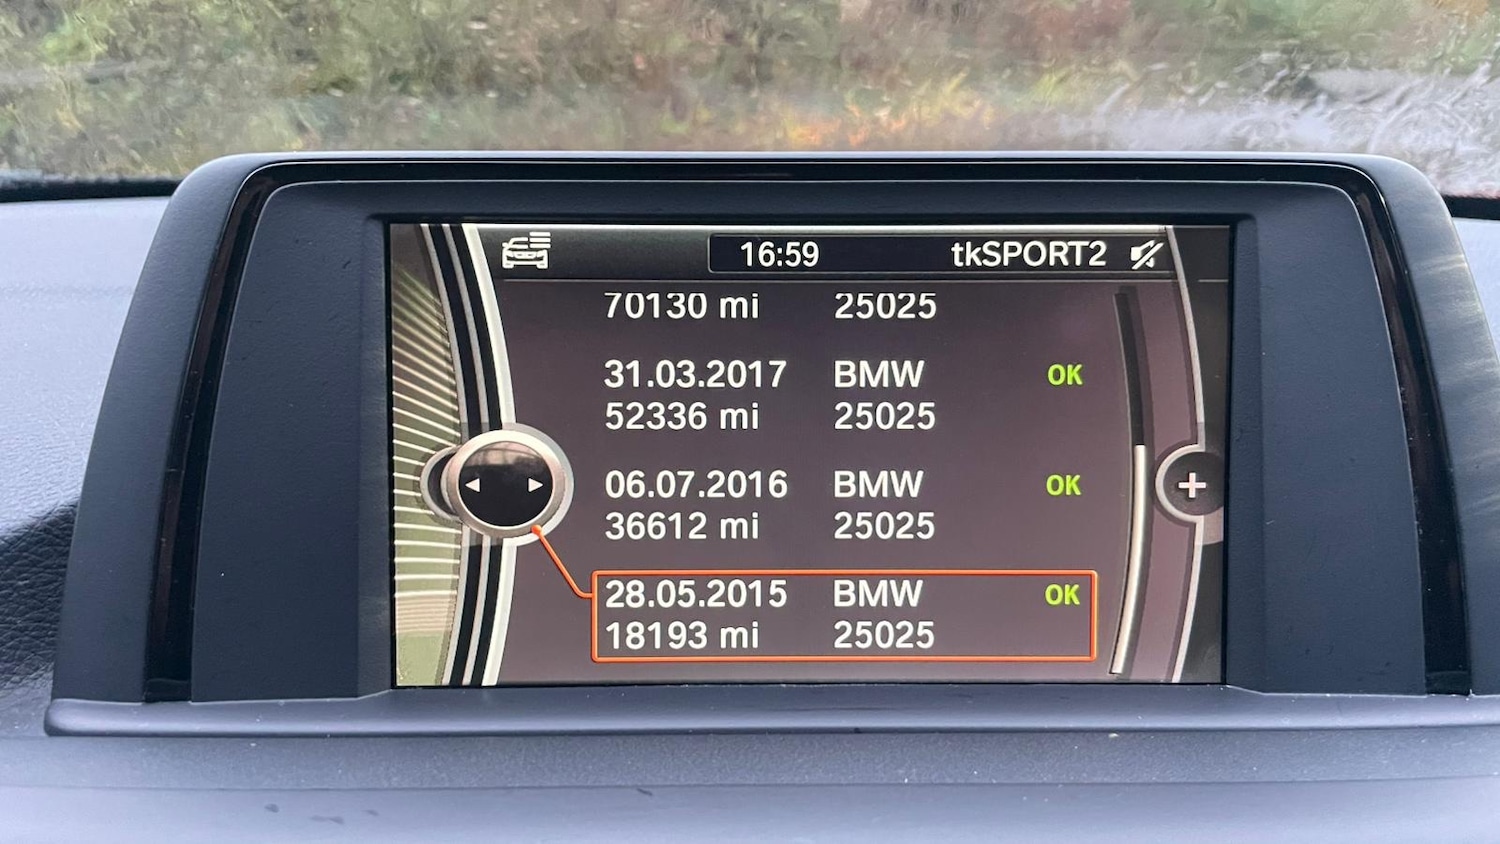 16:59 tkSPORT2
70130 mi 25025
31.03.2017 BMW OK
52336 mi 25025
06.07.2016 BMW OK
36612 mi 25025
28.05.2015 BMW OK
18193 mi 25025